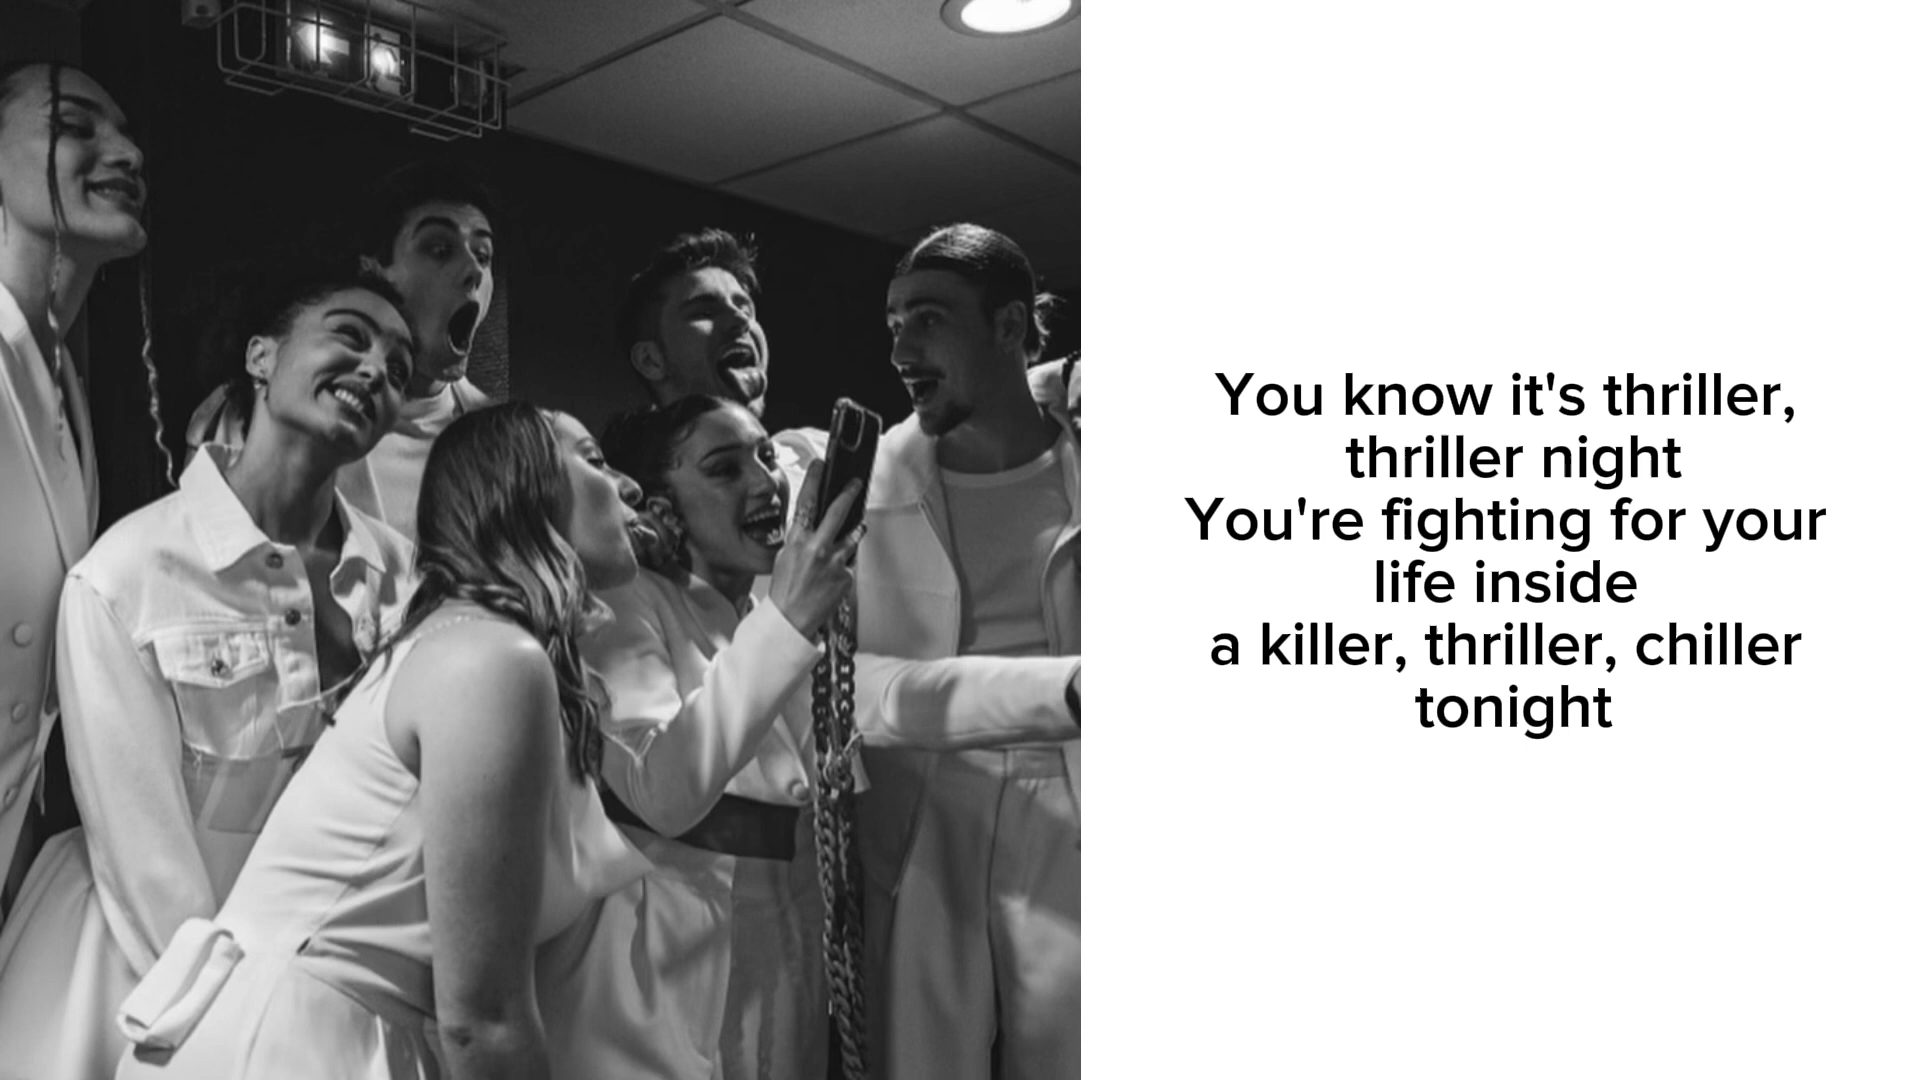 You know it's thriller,
thriller night
You're fighting for your
life inside
a killer, thriller, chiller
tonight